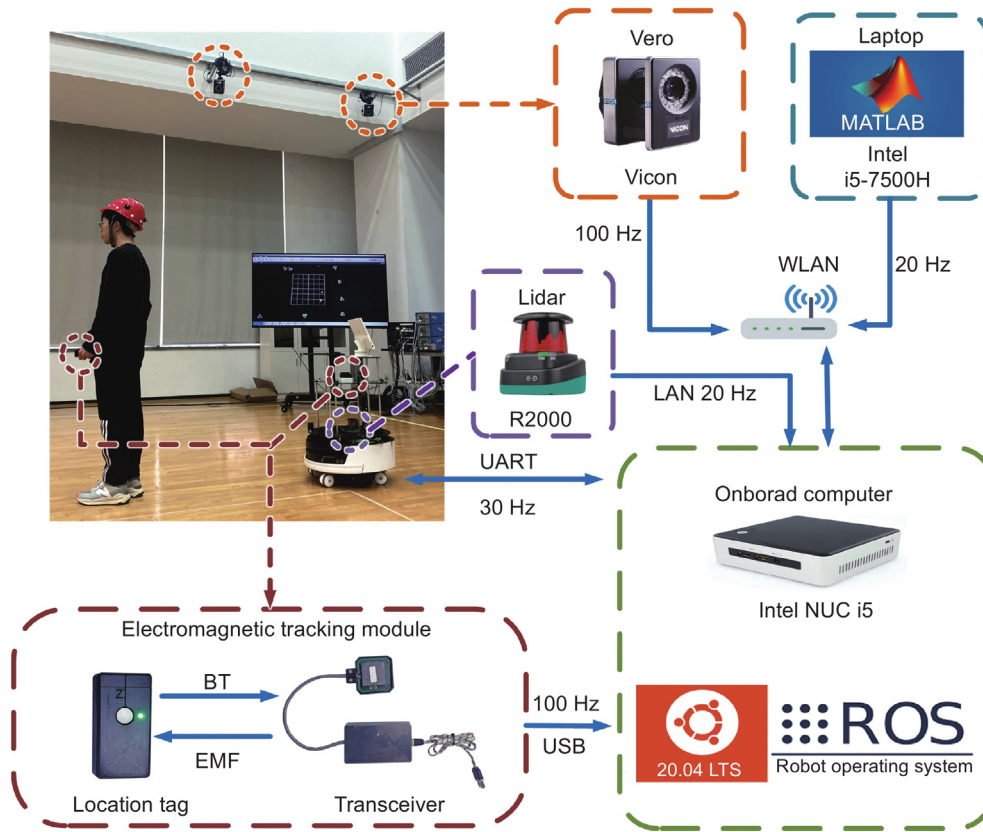 Vero
VICON
Vicon
Laptop
MATLAB
Intel
i5-7500H
100 Hz
WLAN
20 Hz
Lidar
R2000
LAN 20 Hz
UART
30 Hz
Onborad computer
Intel NUC i5
Electromagnetic tracking module
Z
BT
EMF
Location tag
Transceiver
100 Hz
USB
20.04 LTS
ROS
Robot operating system